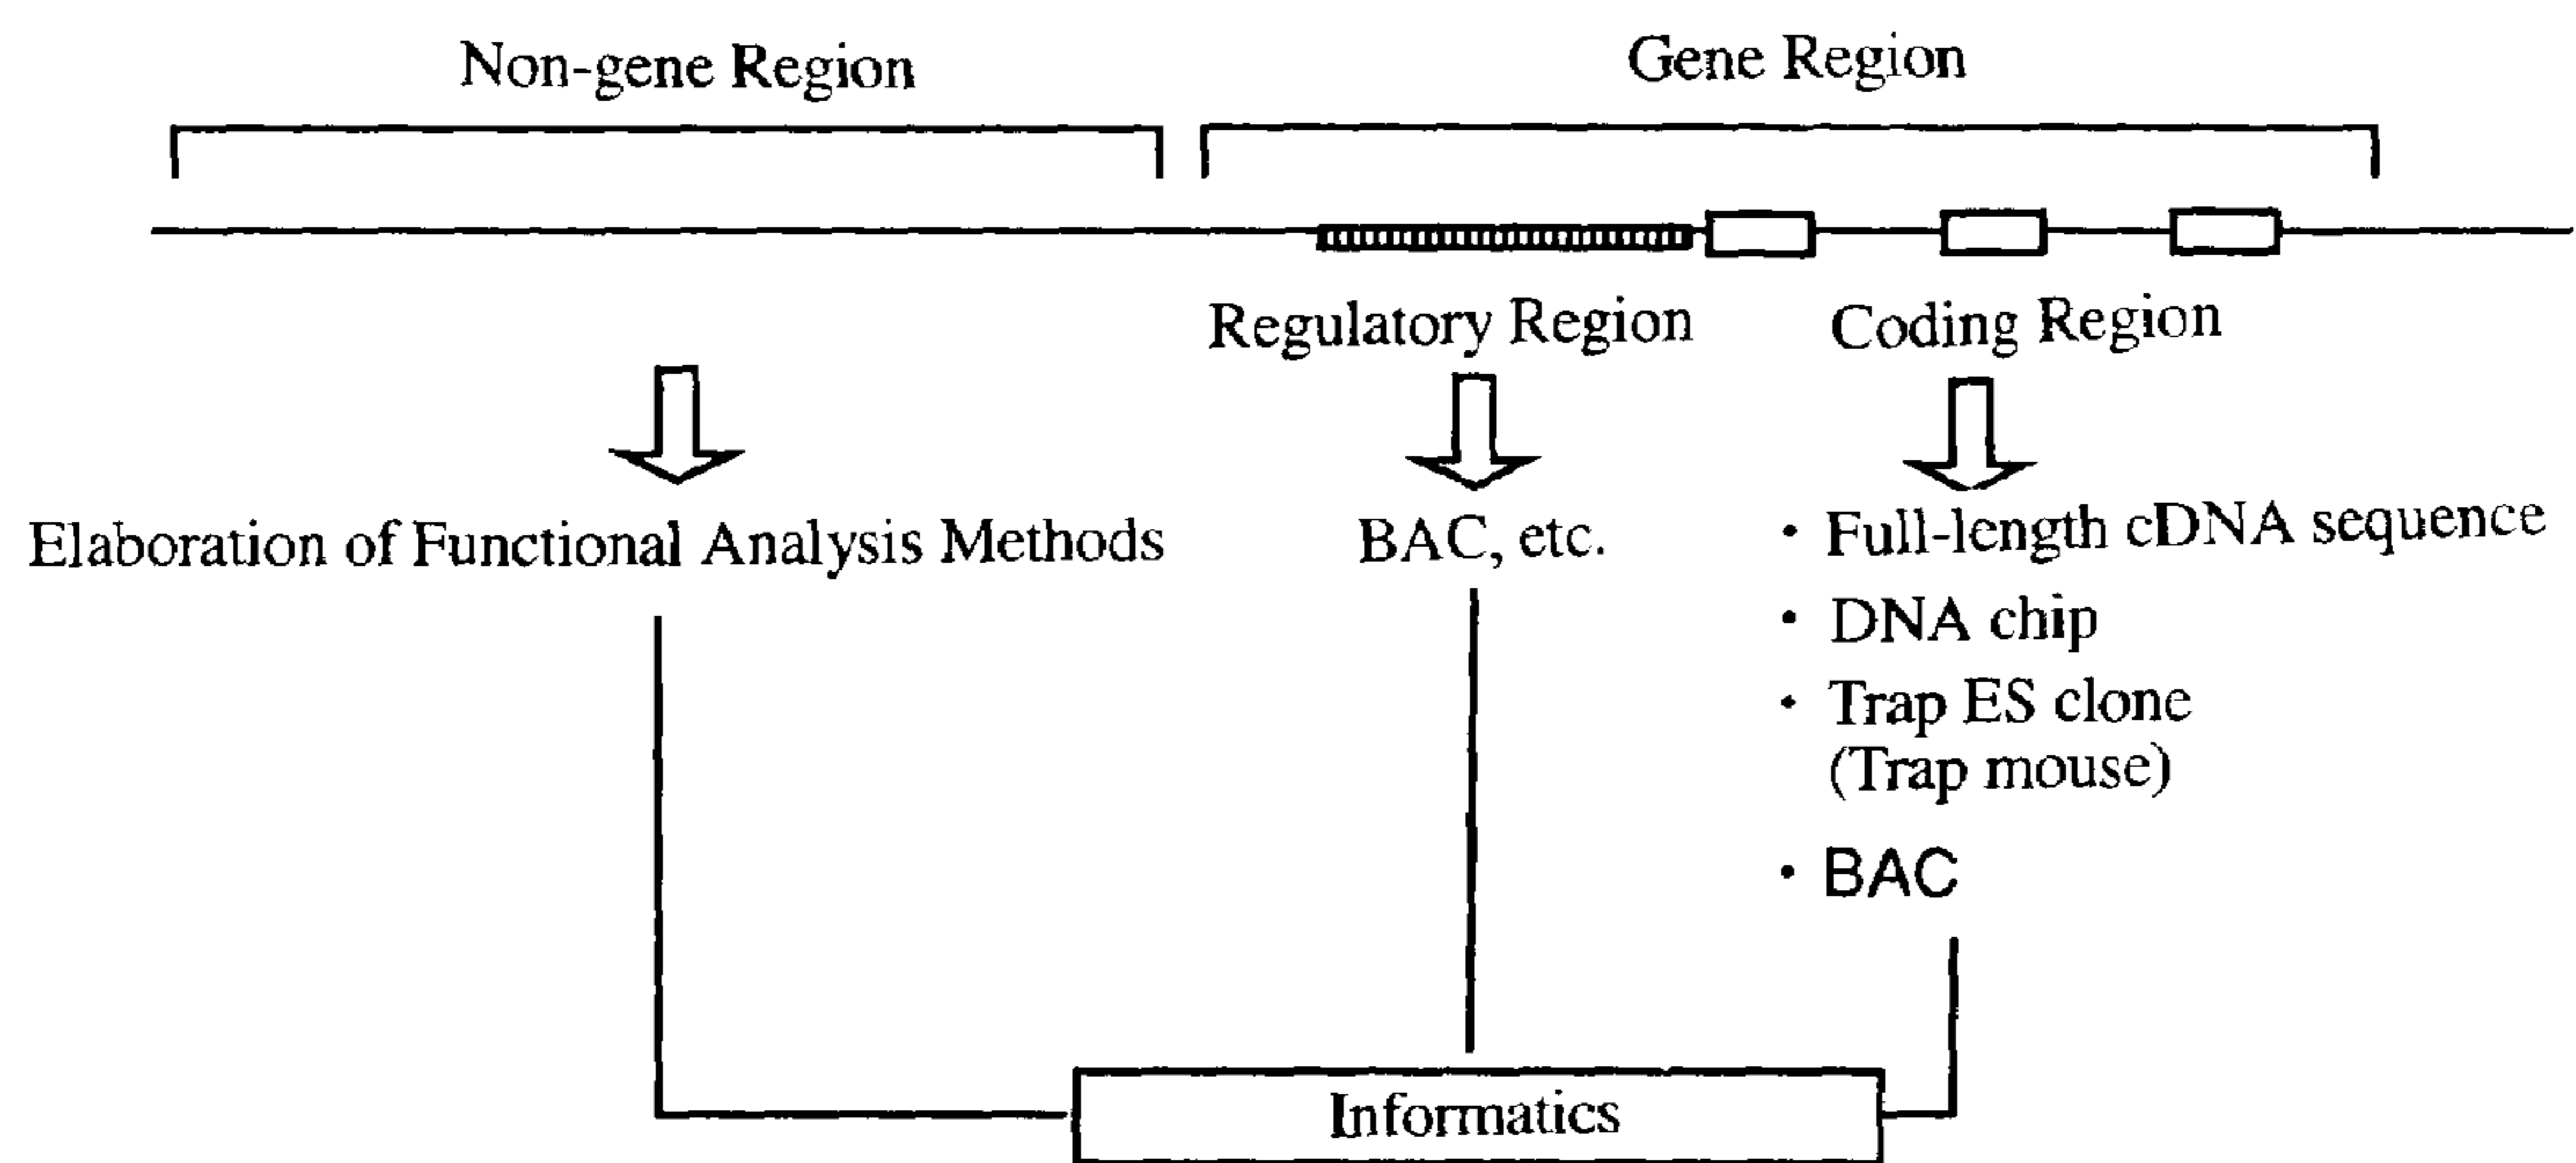 Non-gene Region
Gene Region
Regulatory Region
Coding Region
Elaboration of Functional Analysis Methods
BAC, etc.
・Full-length cDNA sequence
・DNA chip
・Trap ES clone
(Trap mouse)
・BAC
Informatics